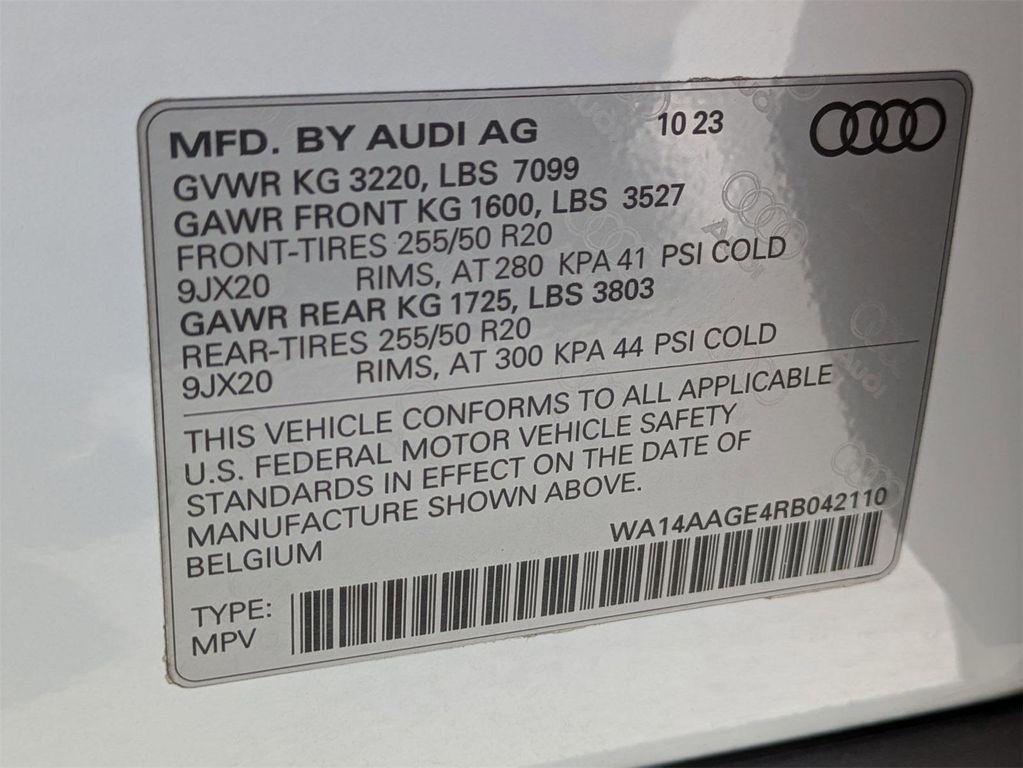 MFD. BY AUDI AG 10 23
GVWR KG 3220, LBS 7099
GAWR FRONT KG 1600, LBS 3527
FRONT-TIRES 255/50 R20
9JX20 RIMS, AT 280 KPA 41 PSI COLD
GAWR REAR KG 1725, LBS 3803
REAR-TIRES 255/50 R20
9JX20 RIMS, AT 300 KPA 44 PSI COLD
THIS VEHICLE CONFORMS TO ALL APPLICABLE
U.S. FEDERAL MOTOR VEHICLE SAFETY
STANDARDS IN EFFECT ON THE DATE OF
MANUFACTURE SHOWN ABOVE.
BELGIUM WA14AAGE4RB042110
TYPE:
MPV
Audi
Audi
Audi